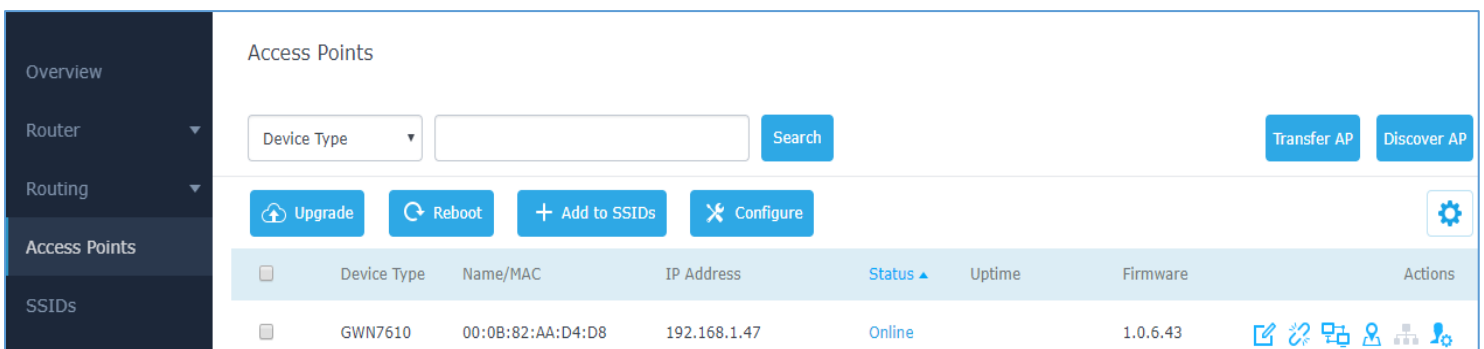 Access Points
Overview
Router
Device Type
Search
Transfer AP
Discover AP
Routing
Upgrade
Reboot
Add to SSIDs
Configure
Access Points
Device Type Name/MAC IP Address Status Uptime Firmware Actions
SSIDs
GWN7610 00:0B:82:AA:D4:D8 192.168.1.47 Online 1.0.6.43